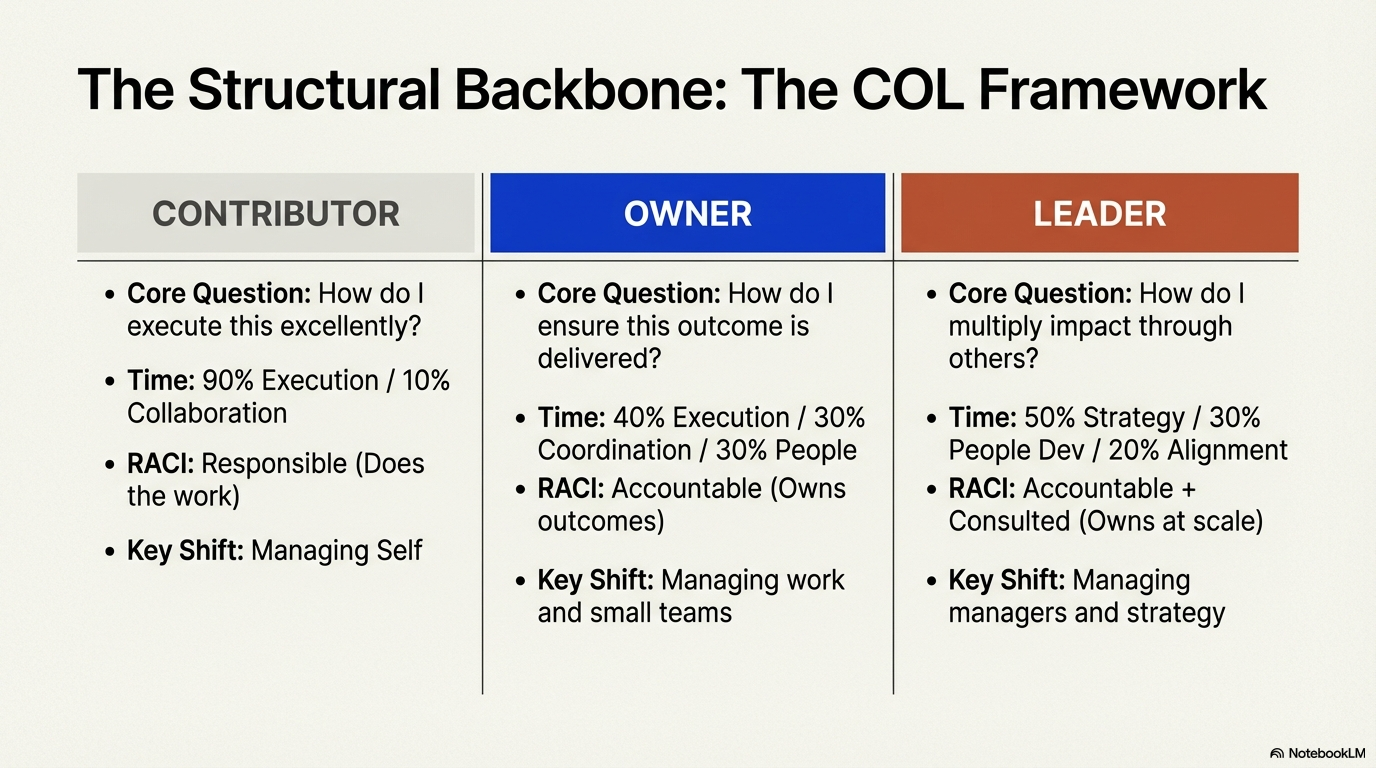 The Structural Backbone: The COL Framework
CONTRIBUTOR
• Core Question: How do I
execute this excellently?
• Time: 90% Execution / 10%
Collaboration
• RACI: Responsible (Does
the work)
• Key Shift: Managing Self
OWNER
• Core Question: How do I
ensure this outcome is
delivered?
• Time: 40% Execution / 30%
Coordination / 30% People
• RACI: Accountable (Owns
outcomes)
• Key Shift: Managing work
and small teams
LEADER
• Core Question: How do I
multiply impact through
others?
• Time: 50% Strategy / 30%
People Dev / 20% Alignment
• RACI: Accountable +
Consulted (Owns at scale)
• Key Shift: Managing
managers and strategy
NotebookLM